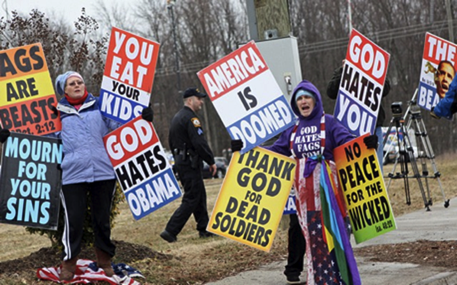 FAGS
ARE
BEASTS
MOURN
FOR
YOUR
SINS
YOU
EAT
YOUR
KIDS
GOD
HATES
OBAMA
AMERICA
IS
DOOMED
THANK
GOD FOR
DEAD
SOLDIERS
GOD
HATES
FAGS
GOD
HATES
YOU
NO
PEACE
FOR THE
WICKED
THE